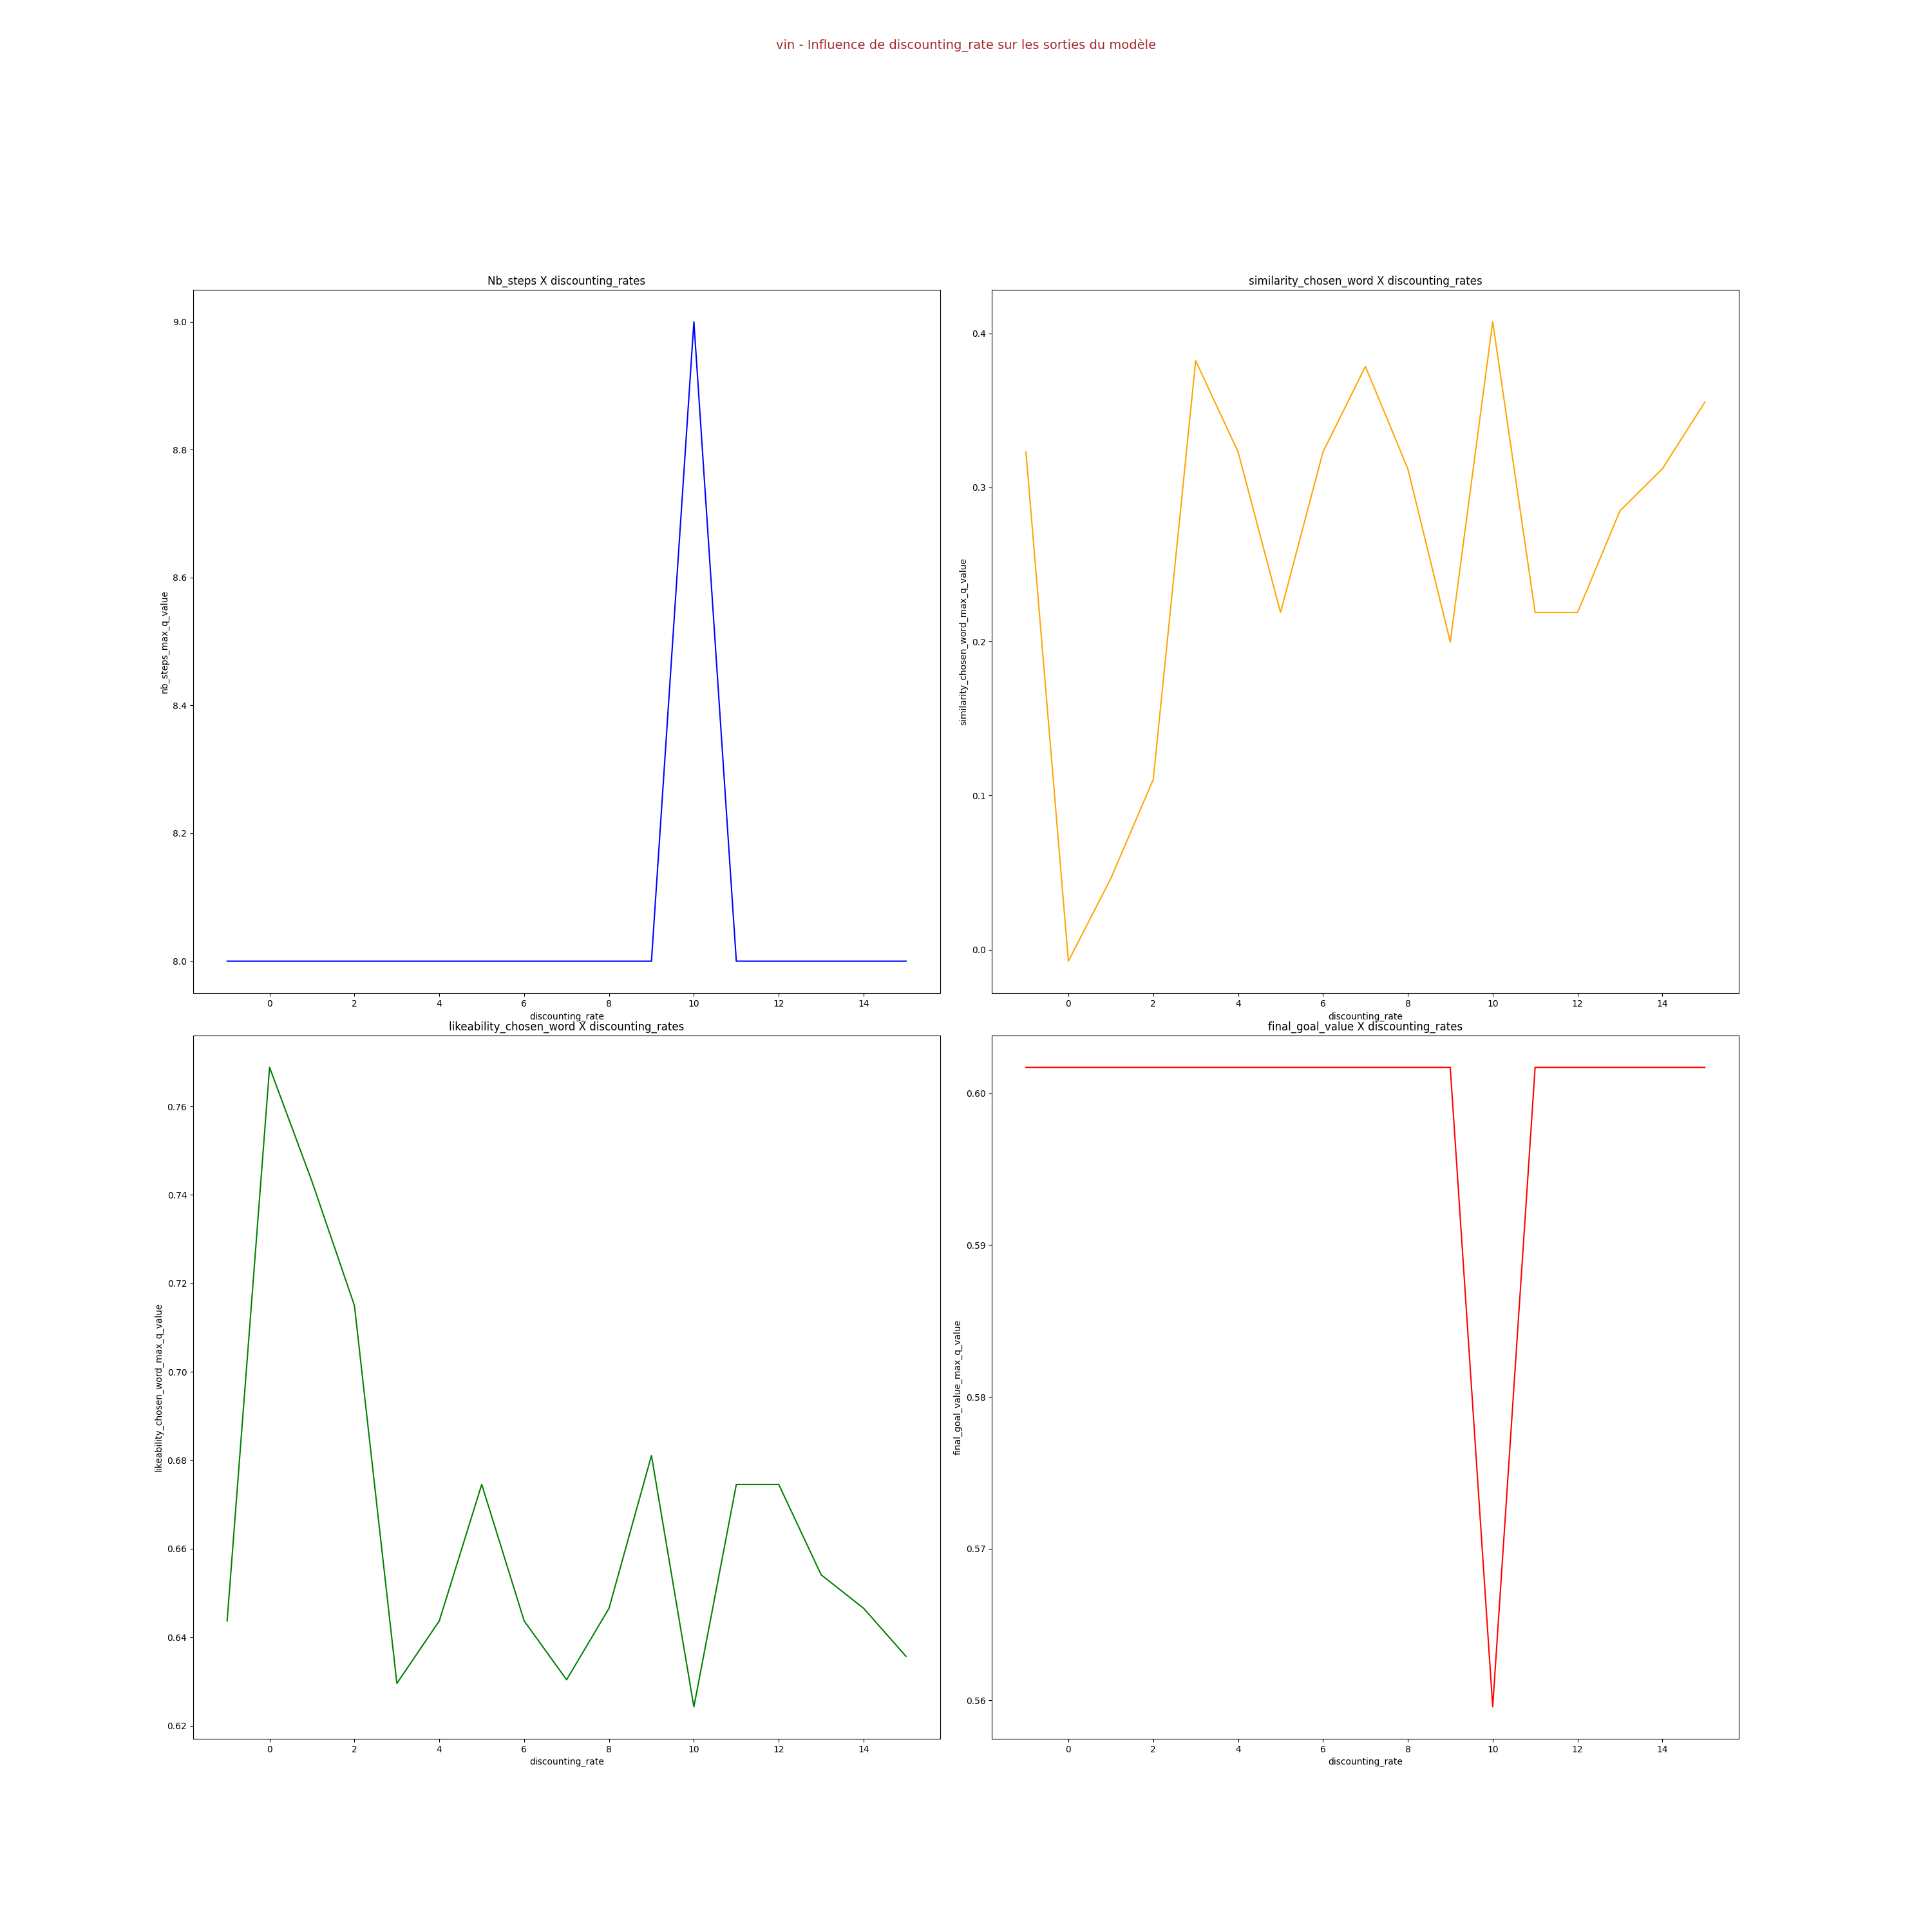 vin - Influence de discounting_rate sur les sorties du modèle
Nb_steps X discounting_rates
9.0
8.8
8.6
8.4
8.2
8.0
nb_steps_max_q_value
0 2 4 6 8 10 12 14
discounting_rate
similarity_chosen_word X discounting_rates
0.4
0.3
0.2
0.1
0.0
similarity_chosen_word_max_q_value
0 2 4 6 8 10 12 14
discounting_rate
likeability_chosen_word X discounting_rates
0.76
0.74
0.72
0.70
0.68
0.66
0.64
0.62
likeability_chosen_word_max_q_value
0 2 4 6 8 10 12 14
discounting_rate
final_goal_value X discounting_rates
0.60
0.59
0.58
0.57
0.56
final_goal_value_max_q_value
0 2 4 6 8 10 12 14
discounting_rate